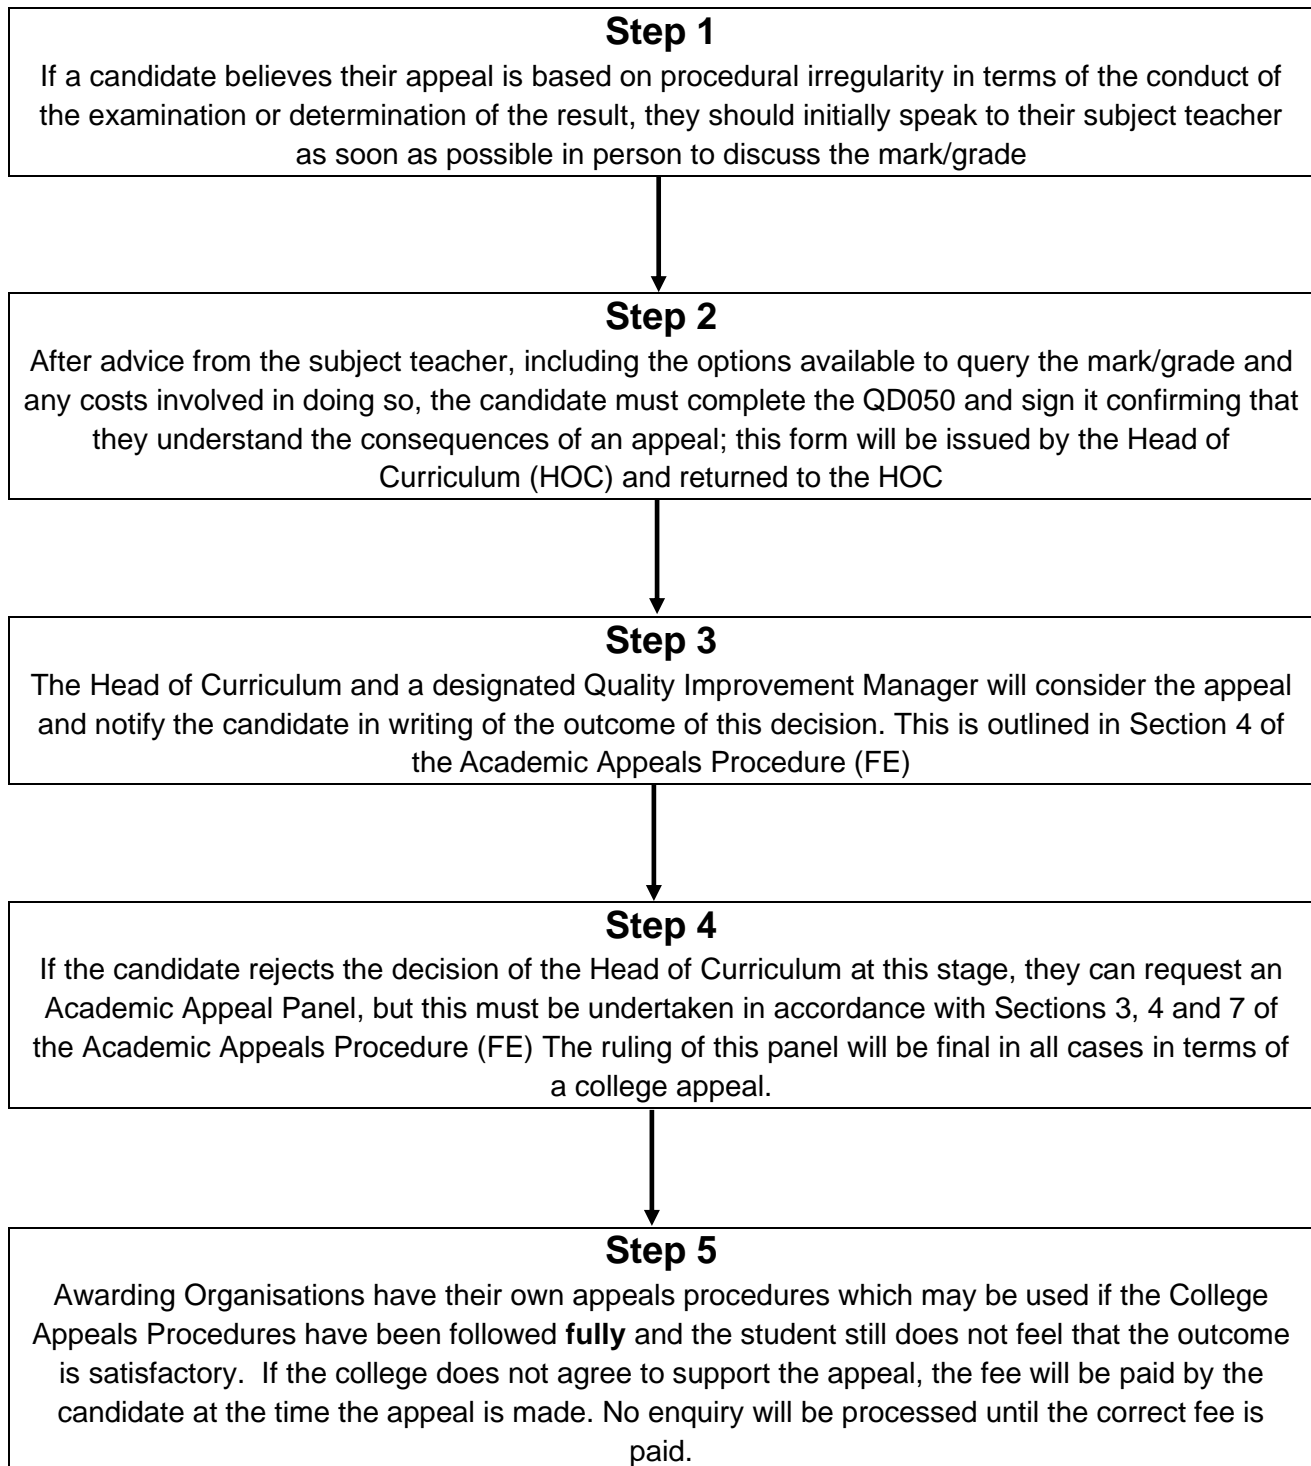 Step 1
If a candidate believes their appeal is based on procedural irregularity in terms of the conduct of
the examination or determination of the result, they should initially speak to their subject teacher
as soon as possible in person to discuss the mark/grade
Step 2
After advice from the subject teacher, including the options available to query the mark/grade and
any costs involved in doing so, the candidate must complete the QD050 and sign it confirming that
they understand the consequences of an appeal; this form will be issued by the Head of
Curriculum (HOC) and returned to the HOC
Step 3
The Head of Curriculum and a designated Quality Improvement Manager will consider the appeal
and notify the candidate in writing of the outcome of this decision. This is outlined in Section 4 of
the Academic Appeals Procedure (FE)
Step 4
If the candidate rejects the decision of the Head of Curriculum at this stage, they can request an
Academic Appeal Panel, but this must be undertaken in accordance with Sections 3, 4 and 7 of
the Academic Appeals Procedure (FE) The ruling of this panel will be final in all cases in terms of
a college appeal.
Step 5
Awarding Organisations have their own appeals procedures which may be used if the College
Appeals Procedures have been followed fully and the student still does not feel that the outcome
is satisfactory.  If the college does not agree to support the appeal, the fee will be paid by the
candidate at the time the appeal is made. No enquiry will be processed until the correct fee is
paid.